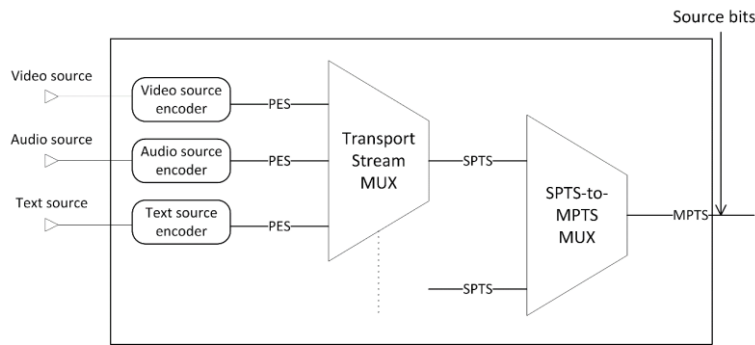 Source bits
Video source
Video source
encoder
PES
Audio source
Audio source
encoder
PES
Text source
Text source
encoder
PES
Transport
Stream
MUX
SPTS
SPTS
SPTS-to-
MPTS
MUX
MPTS